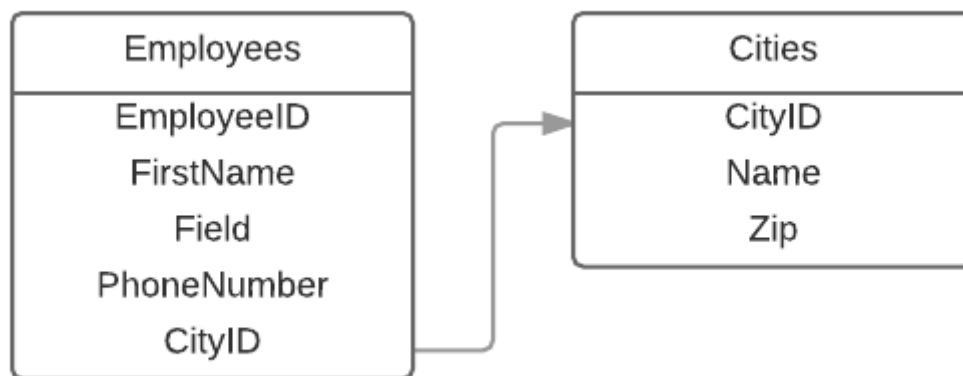 Employees
EmployeeID
FirstName
Field
PhoneNumber
CityID
Cities
CityID
Name
Zip